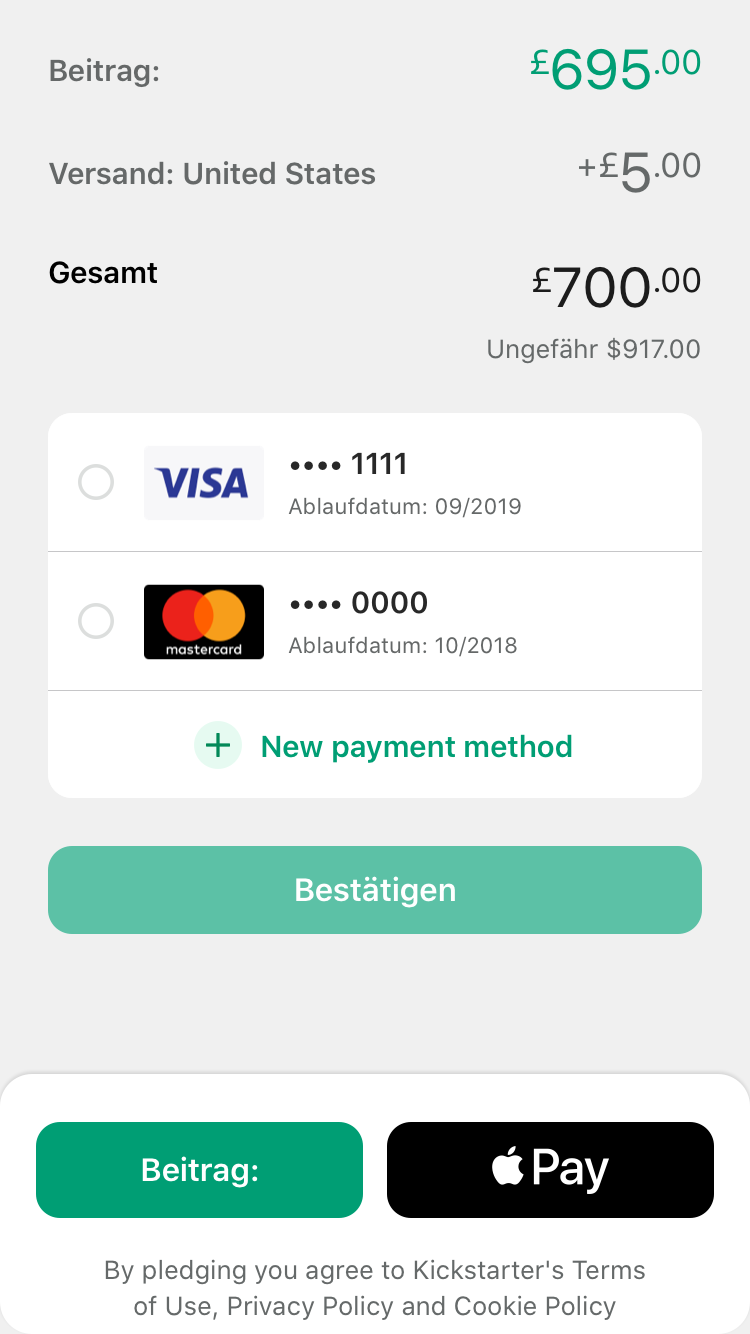 Beitrag: £695.00
Versand: United States +£5.00
Gesamt £700.00
Ungefähr $917.00
VISA •••• 1111
Ablaufdatum: 09/2019
mastercard •••• 0000
Ablaufdatum: 10/2018
+ New payment method
Bestätigen
Beitrag: Pay
By pledging you agree to Kickstarter's Terms
of Use, Privacy Policy and Cookie Policy